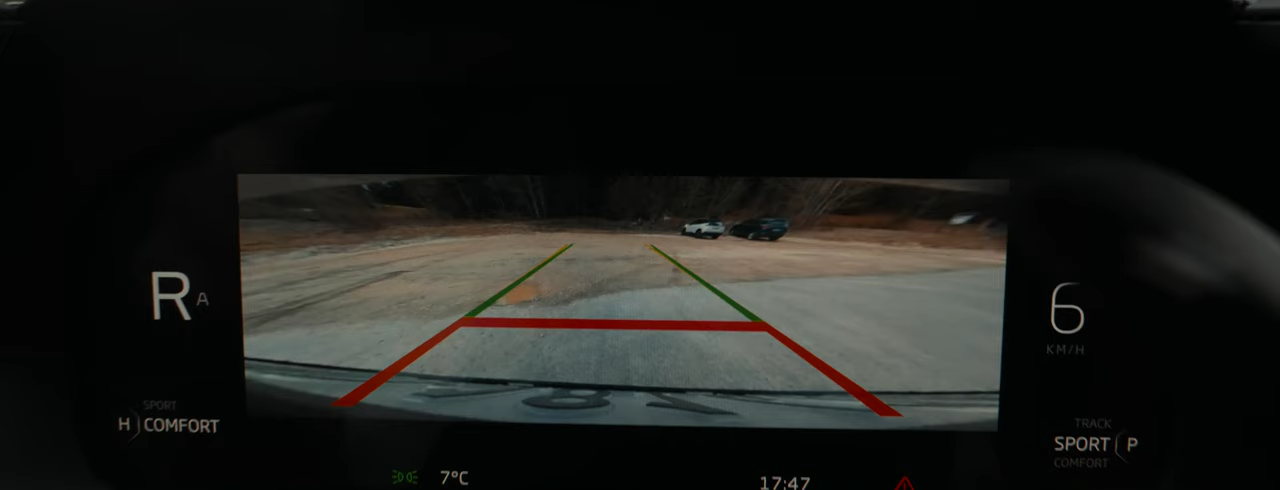 R A
6
KM/H
SPORT
H COMFORT
TRACK
SPORT P
COMFORT
7°C
17:47